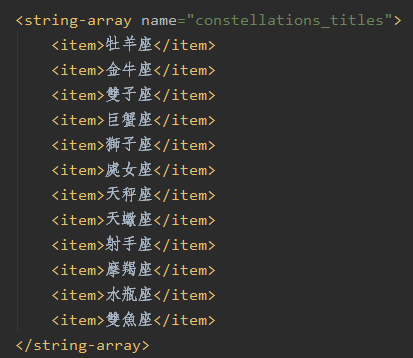 <string-array name="constellations_titles">
<item>牡羊座</item>
<item>金牛座</item>
<item>雙子座</item>
<item>巨蟹座</item>
<item>獅子座</item>
<item>處女座</item>
<item>天秤座</item>
<item>天蠍座</item>
<item>射手座</item>
<item>摩羯座</item>
<item>水瓶座</item>
<item>雙魚座</item>
</string-array>